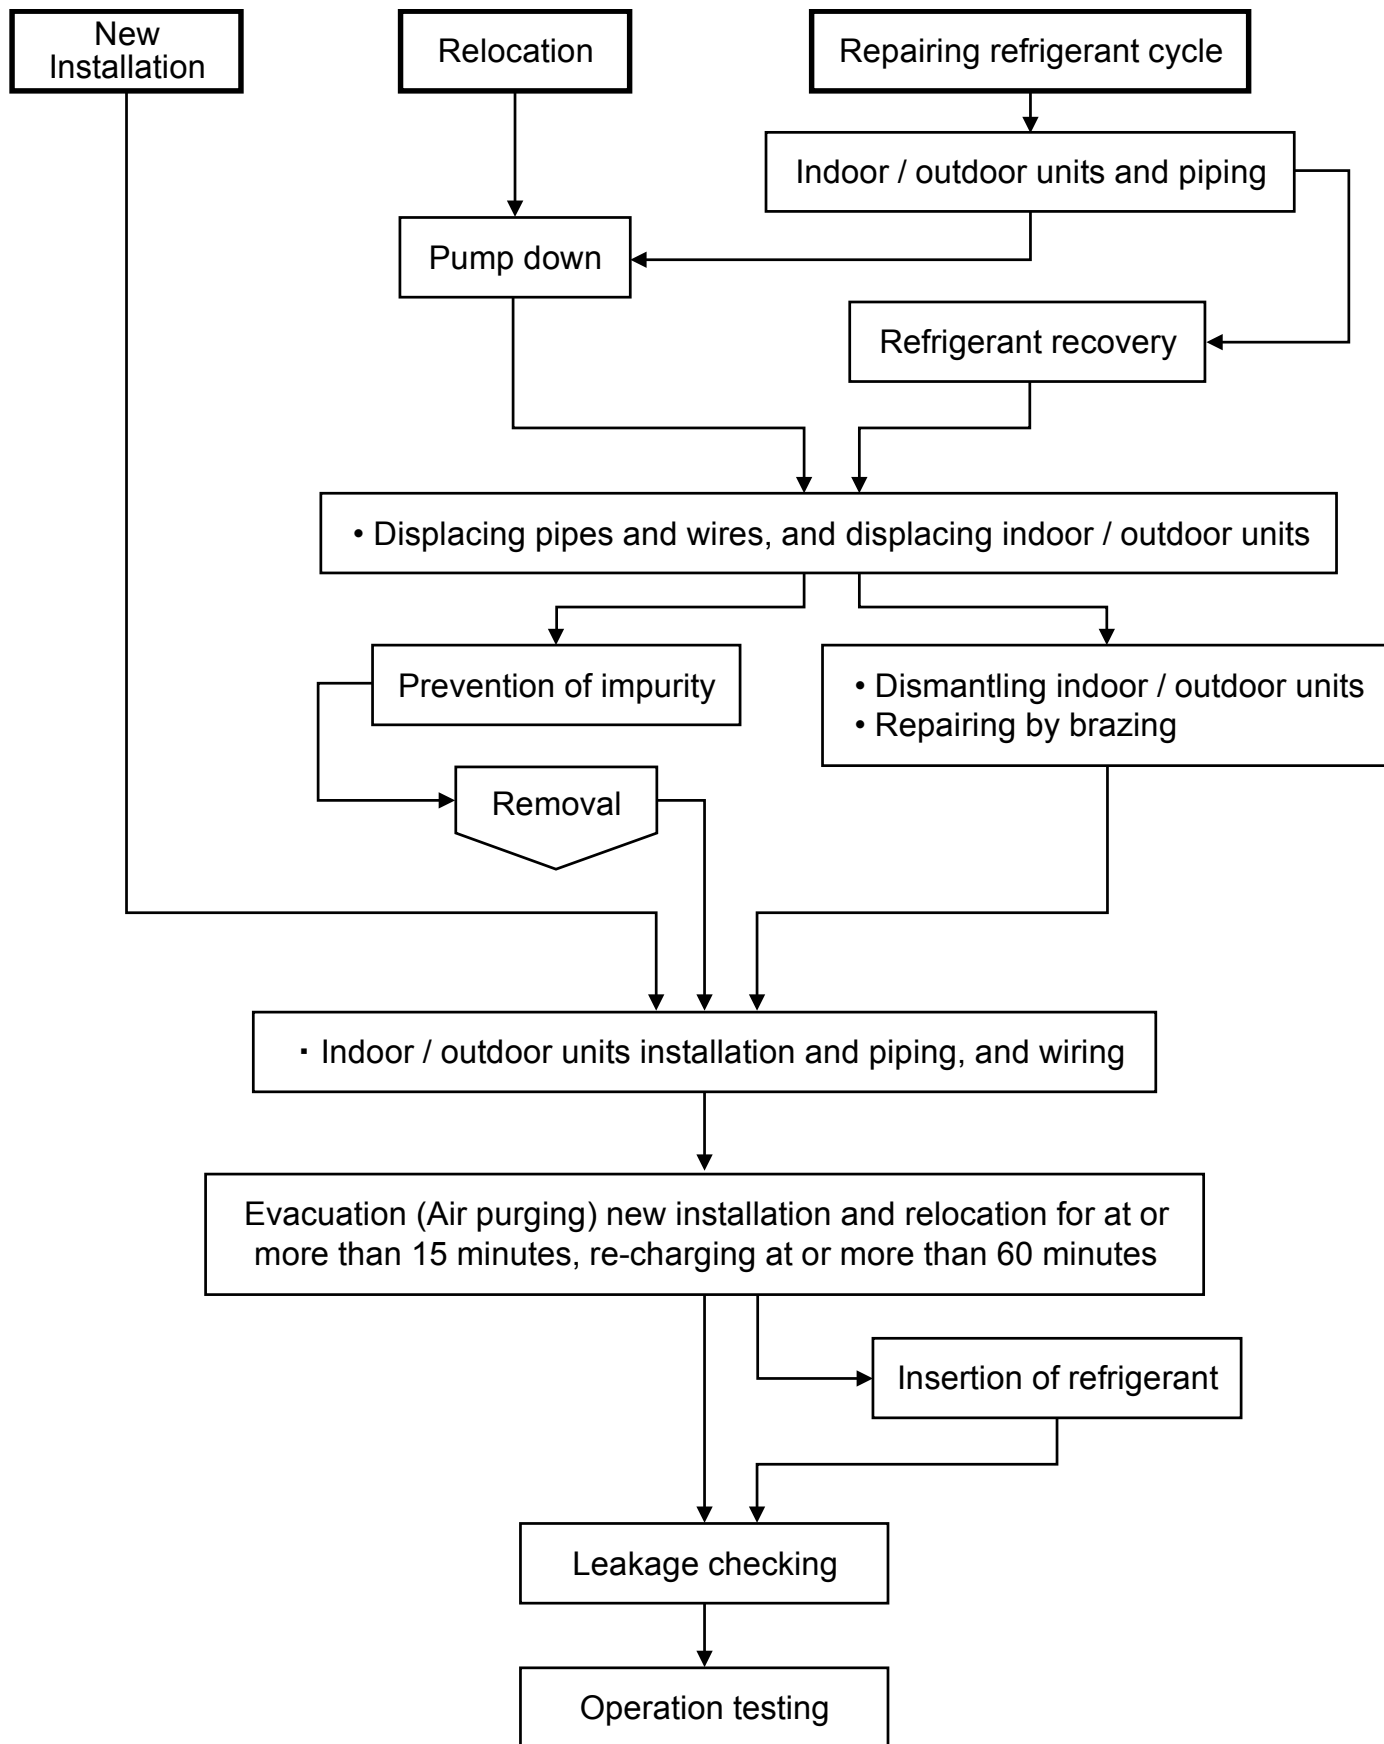 New
Installation
Relocation
Repairing refrigerant cycle
Indoor / outdoor units and piping
Pump down
Refrigerant recovery
• Displacing pipes and wires, and displacing indoor / outdoor units
Prevention of impurity
• Dismantling indoor / outdoor units
• Repairing by brazing
Removal
・Indoor / outdoor units installation and piping, and wiring
Evacuation (Air purging) new installation and relocation for at or
more than 15 minutes, re-charging at or more than 60 minutes
Insertion of refrigerant
Leakage checking
Operation testing